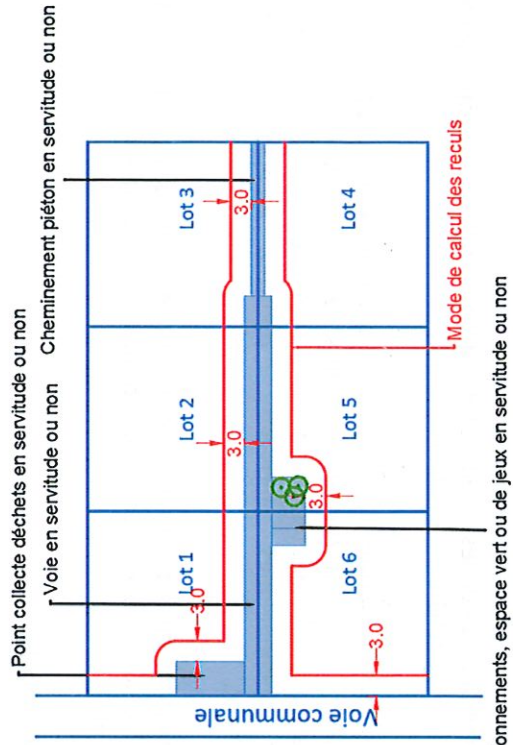 Point collecte déchets en servitude ou non
Voie en servitude ou non
Cheminement piéton en servitude ou non
Lot 1
Lot 2
Lot 3
3.0
3.0
3.0
Voie communale
3.0
3.0
Lot 6
Lot 5
Lot 4
Mode de calcul des reculs
onnements, espace vert ou de jeux en servitude ou non